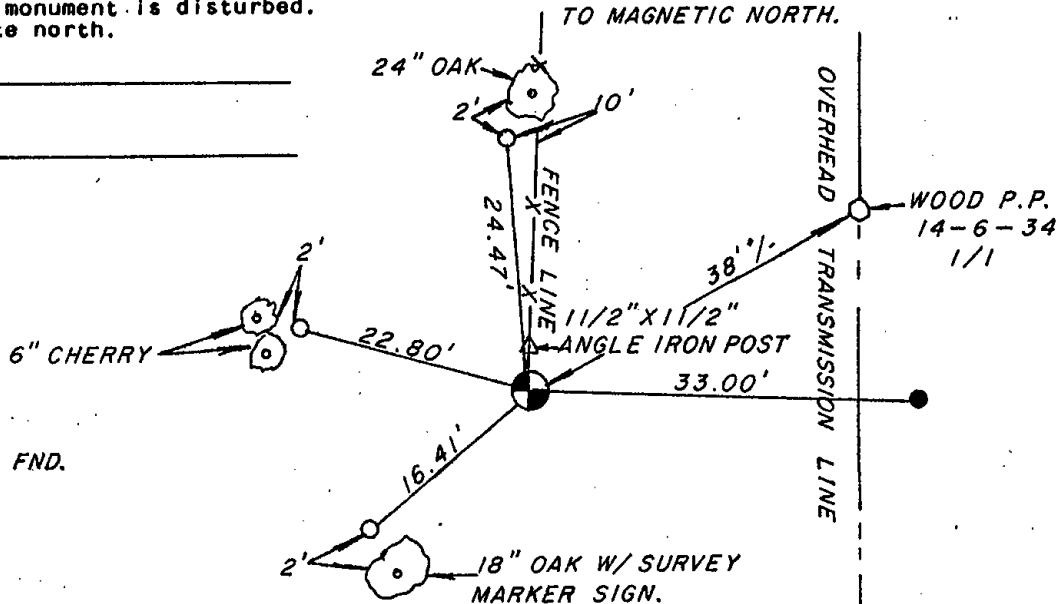 monument is disturbed.
te north.
TO MAGNETIC NORTH.
24" OAK
2'
10'
OVERHEAD TRANSMISSION LINE
FENCE LINE
24.47'
WOOD P.P.
14-6-34
1/1
38'+/-
2'
11/2"X11/2"
ANGLE IRON POST
6" CHERRY
22.80'
33.00'
FND.
16.41'
2'
18" OAK W/ SURVEY
MARKER SIGN.